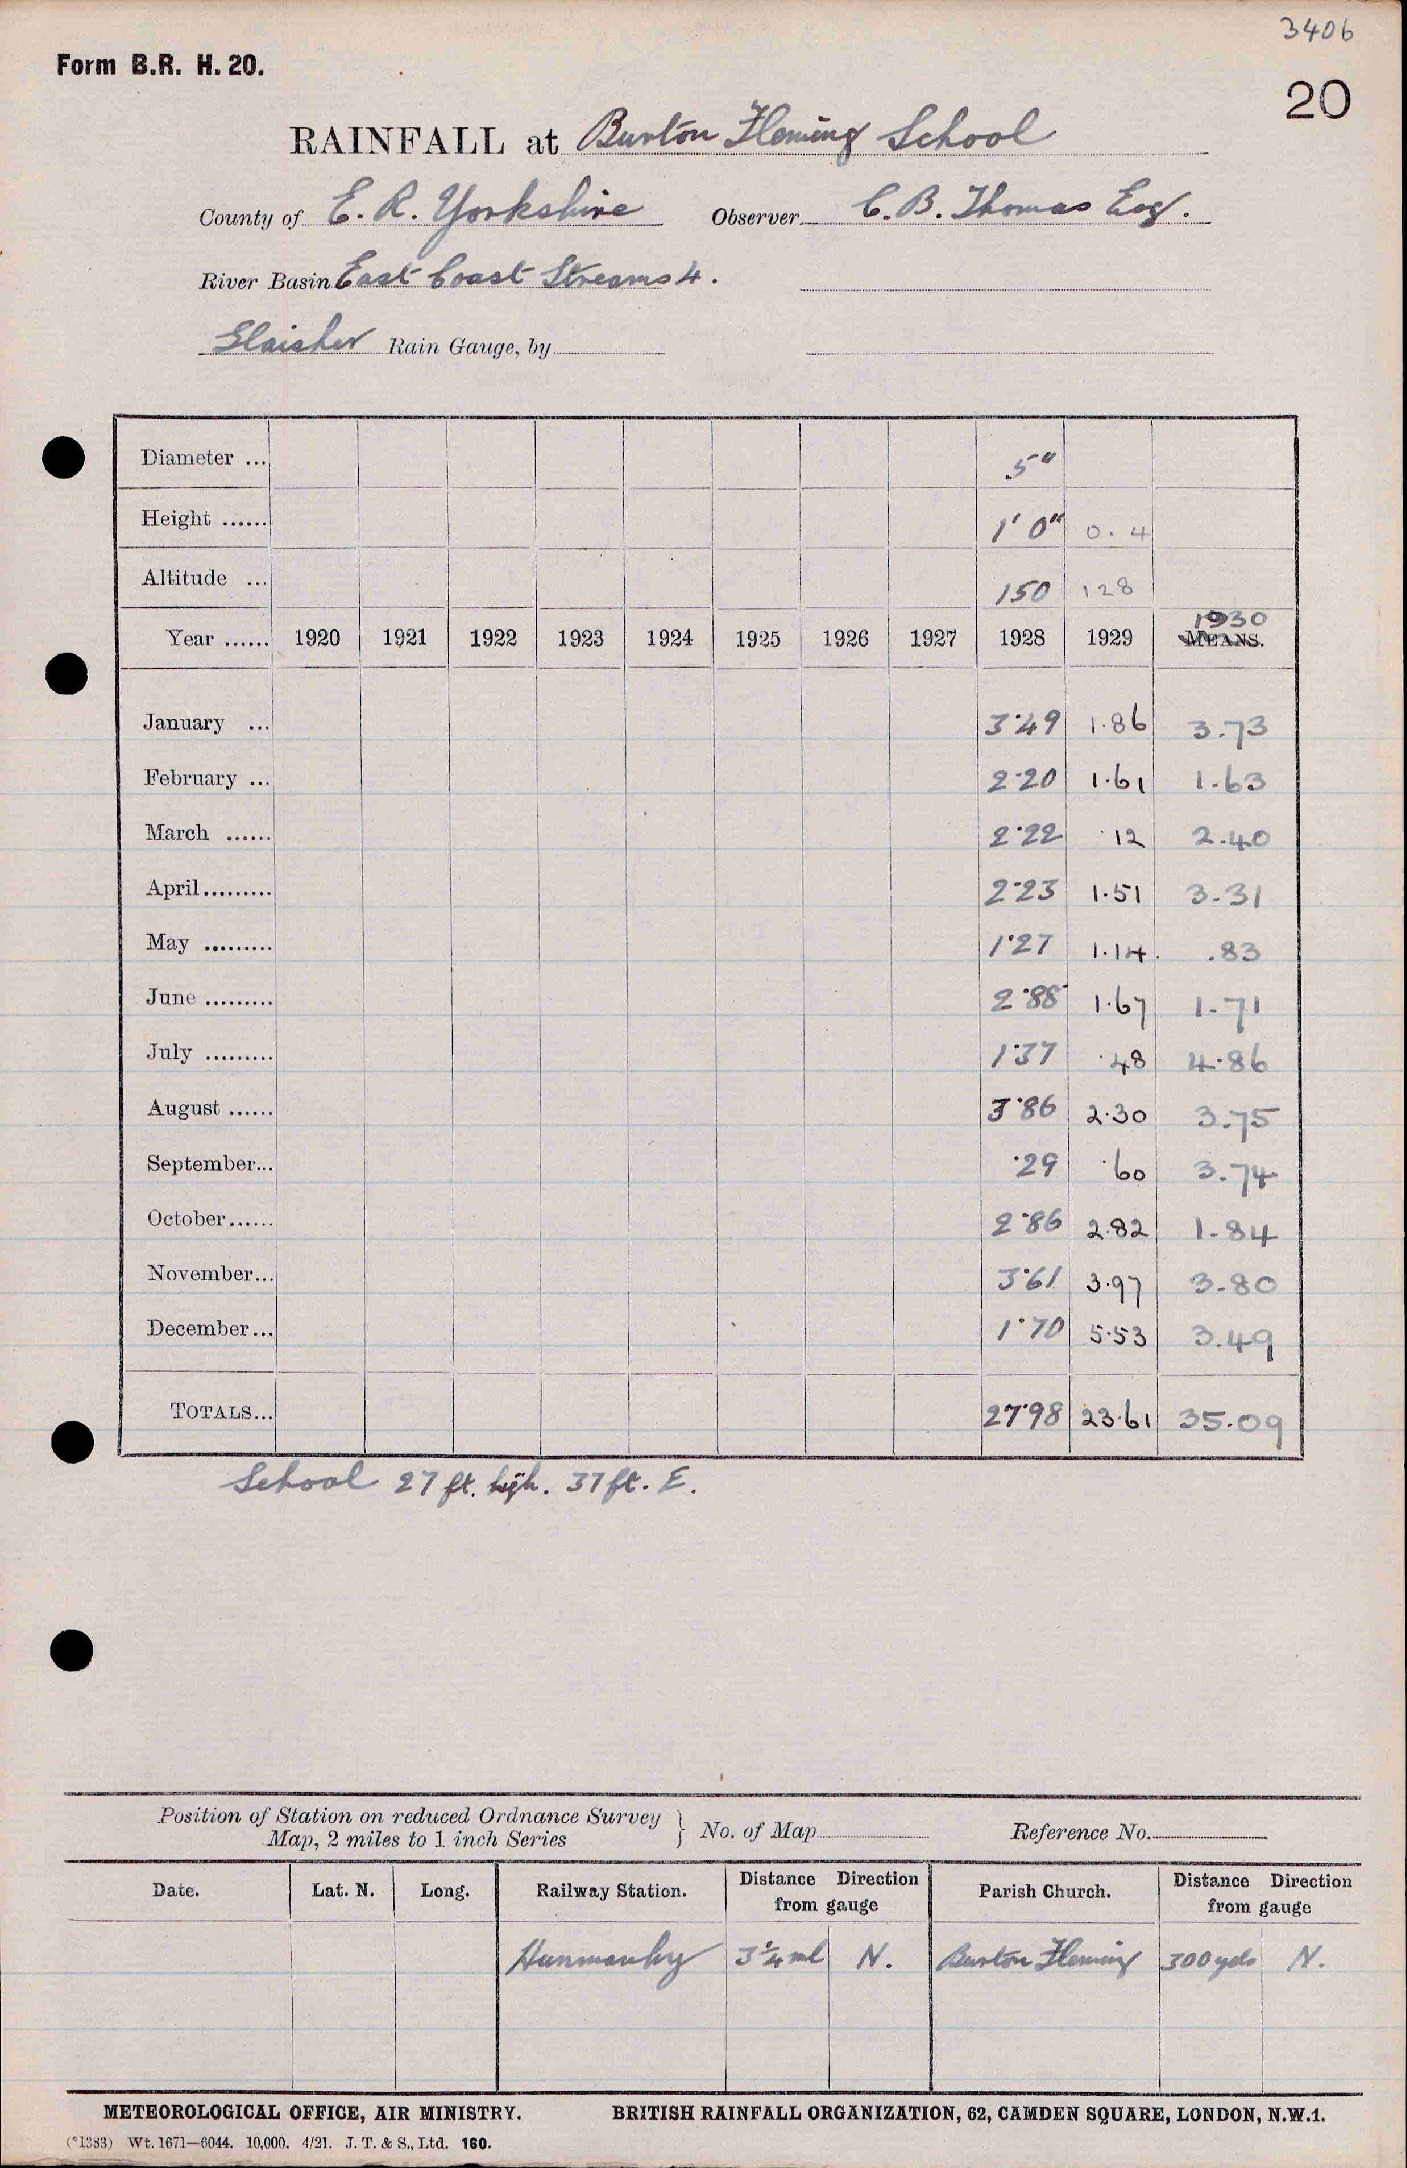 3406
Form B.R. H. 20.
20
RAINFALL at Burton Fleming School
County of E. R. Yorkshire Observer C. B. Thomas Esq.
River Basin East Coast Streams 4.
Glaisher Rain Gauge, by
Diameter ... 5"
Height ...... 1' 0" 0. 4
Altitude ... 150 128
Year ...... 1920 1921 1922 1923 1924 1925 1926 1927 1928 1929 1930 MEANS.
January ... 3·49 1·86 3.73
February ... 2·20 1·61 1.63
March ...... 2·22 ·12 2.40
April ......... 2·23 1·51 3.31
May ......... 1·27 1.14. .83
June ......... 2·88 1·67 1.71
July ......... 1·37 ·48 4.86
August ...... 3·86 2·30 3.75
September... ·29 ·60 3.74
October ...... 2·86 2.82 1.84
November... 3·61 3·97 3.80
December... 1·70 5·53 3.49
TOTALS... 27·98 23·61 35.09
School 27 ft. high. 37 ft. E.
Position of Station on reduced Ordnance Survey
Map, 2 miles to 1 inch Series } No. of Map Reference No.
Date. Lat. N. Long. Railway Station. Distance Direction from gauge Parish Church. Distance Direction from gauge
Hunmanby 3¼ ml N. Burton Fleming 300 yds N.
METEOROLOGICAL OFFICE, AIR MINISTRY. BRITISH RAINFALL ORGANIZATION, 62, CAMDEN SQUARE, LONDON, N.W.1.
(*1383) Wt. 1671—6044. 10,000. 4/21. J. T. & S., Ltd. 160.